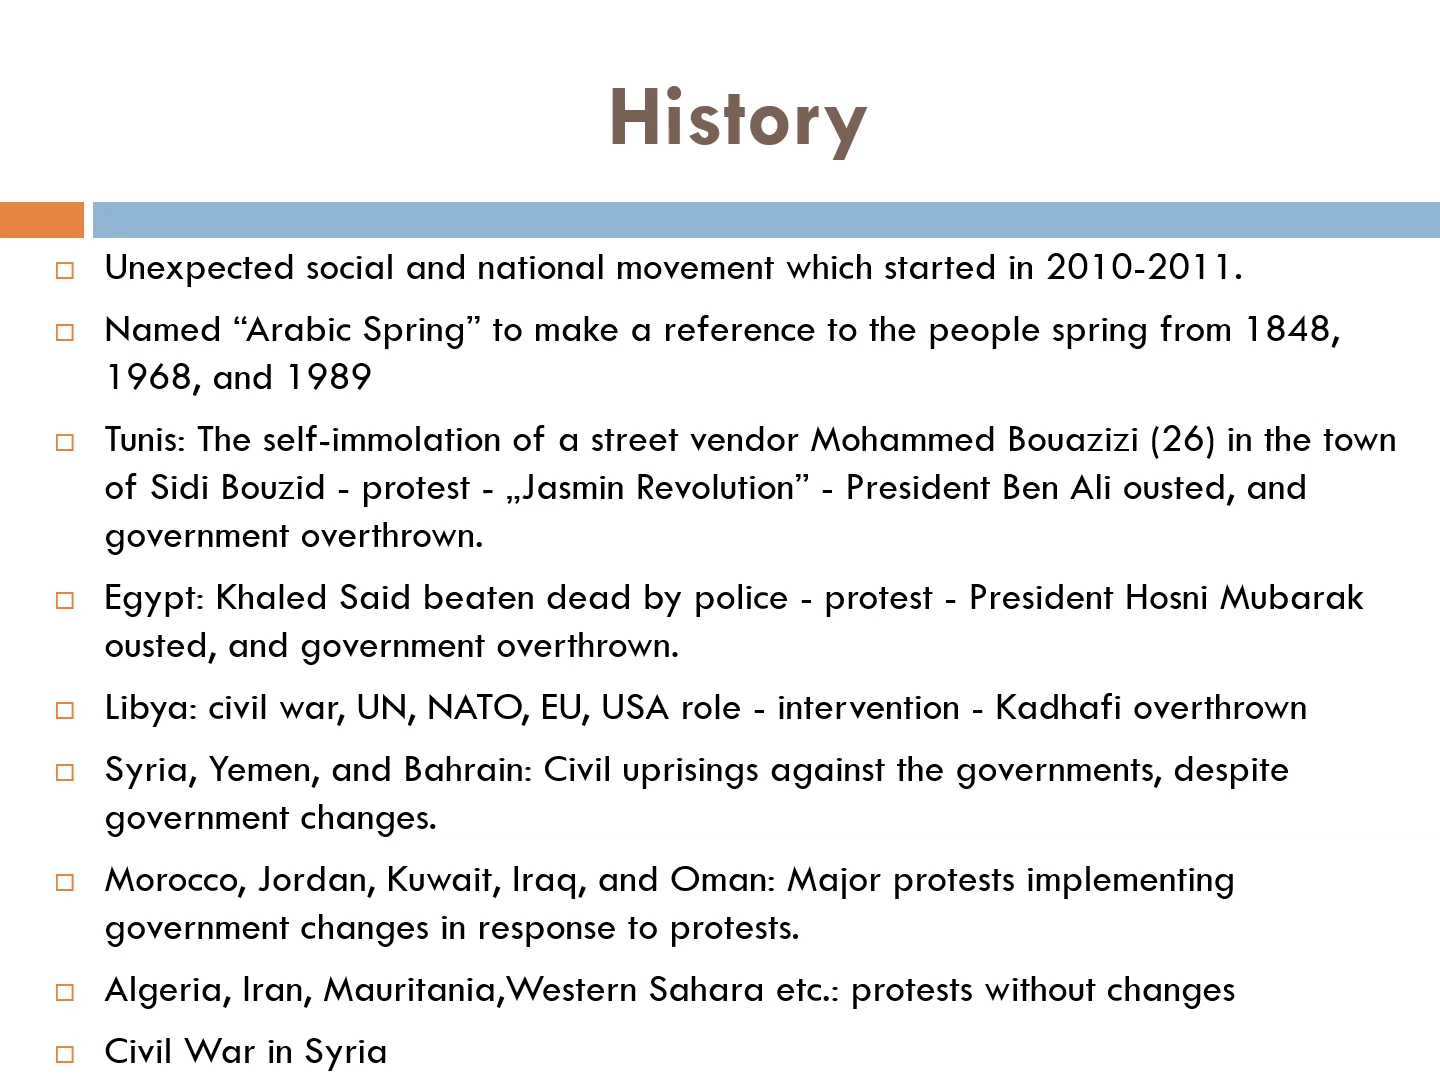 History
Unexpected social and national movement which started in 2010-2011.
Named “Arabic Spring” to make a reference to the people spring from 1848,
1968, and 1989
Tunis: The self-immolation of a street vendor Mohammed Bouazizi (26) in the town
of Sidi Bouzid - protest - „Jasmin Revolution” - President Ben Ali ousted, and
government overthrown.
Egypt: Khaled Said beaten dead by police - protest - President Hosni Mubarak
ousted, and government overthrown.
Libya: civil war, UN, NATO, EU, USA role - intervention - Kadhafi overthrown
Syria, Yemen, and Bahrain: Civil uprisings against the governments, despite
government changes.
Morocco, Jordan, Kuwait, Iraq, and Oman: Major protests implementing
government changes in response to protests.
Algeria, Iran, Mauritania,Western Sahara etc.: protests without changes
Civil War in Syria